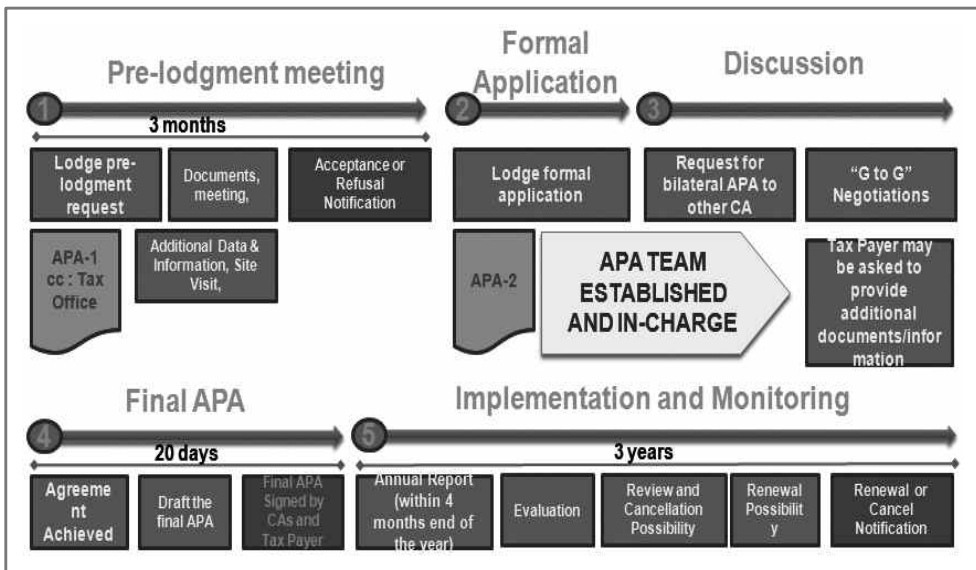 Pre-lodgment meeting
Formal
Application
Discussion
1
2
3
3 months
Lodge pre-
lodgment
request
Documents,
meeting,
Acceptance or
Refusal
Notification
Lodge formal
application
Request for
bilateral APA to
other CA
“G to G”
Negotiations
APA-1
cc : Tax
Office
Additional Data &
Information, Site
Visit,
APA-2
APA TEAM
ESTABLISHED
AND IN-CHARGE
Tax Payer may
be asked to
provide
additional
documents/infor
mation
Final APA
Implementation and Monitoring
4
5
20 days
3 years
Agreeme
nt
Achieved
Draft the
final APA
Final APA
Signed by
CAs and
Tax Payer
Annual Report
(within 4
months end of
the year)
Evaluation
Review and
Cancellation
Possibility
Renewal
Possibilit
y
Renewal or
Cancel
Notification